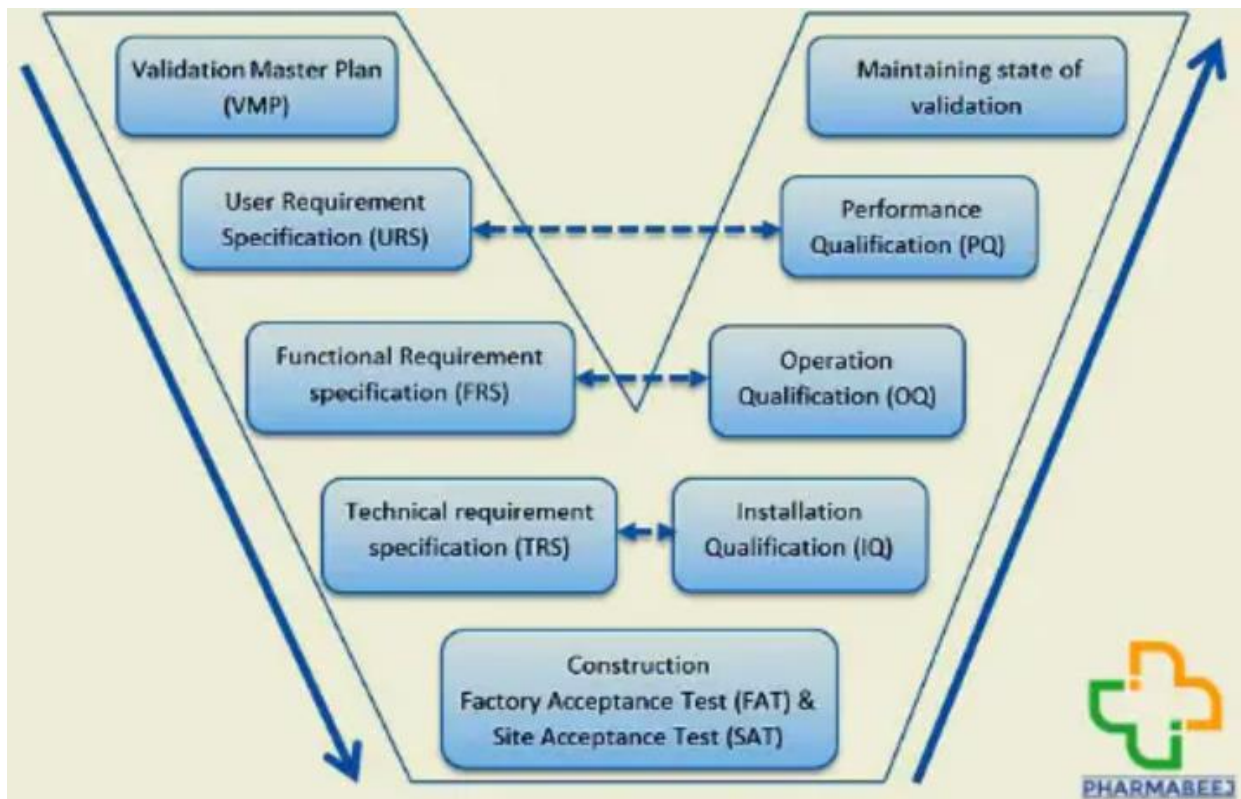 Validation Master Plan
(VMP)
Maintaining state of
validation
User Requirement
Specification (URS)
Performance
Qualification (PQ)
Functional Requirement
specification (FRS)
Operation
Qualification (OQ)
Technical requirement
specification (TRS)
Installation
Qualification (IQ)
Construction
Factory Acceptance Test (FAT) &
Site Acceptance Test (SAT)
PHARMABEEJ